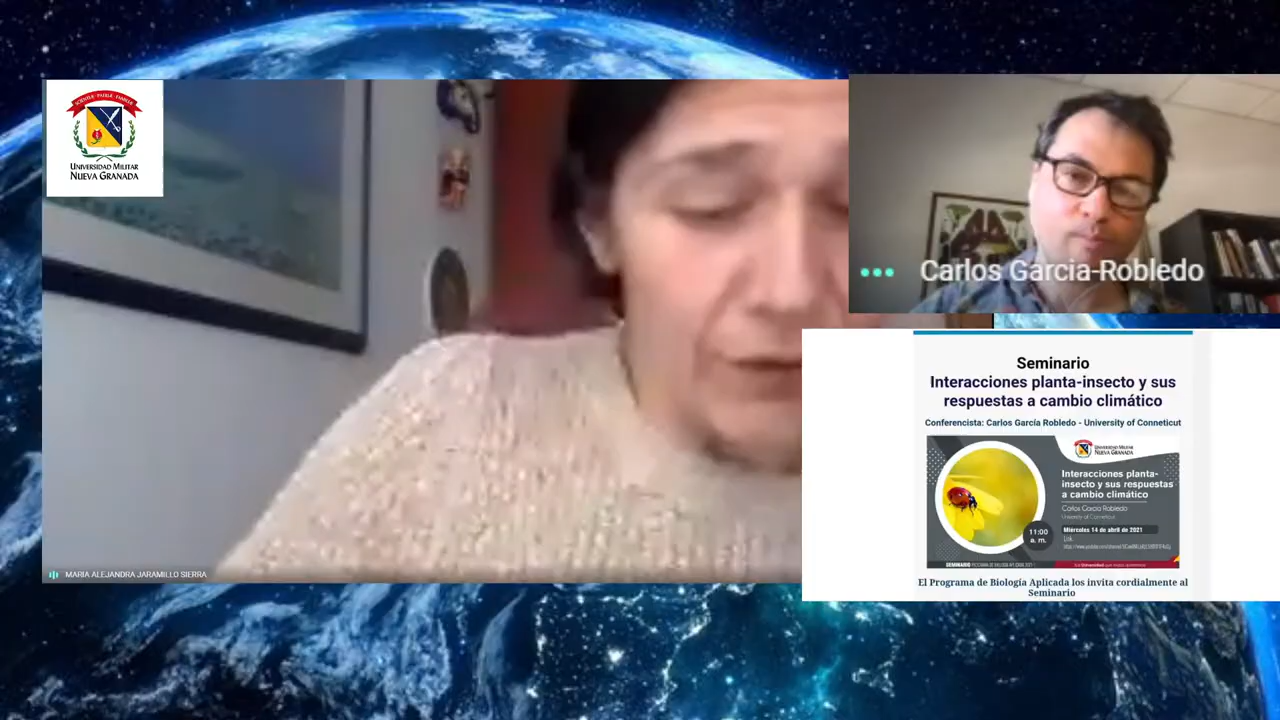 UNIVERSIDAD MILITAR
NUEVA GRANADA
MARIA ALEJANDRA JARAMILLO SIERRA
Carlos Garcia-Robledo
Seminario
Interacciones planta-insecto y sus
respuestas a cambio climático
Conferencista: Carlos García Robledo - University of Conneticut
UNIVERSIDAD MILITAR
NUEVA GRANADA
Interacciones planta-
insecto y sus respuestas
a cambio climático
Carlos García Robledo
University of Conneticut
11:00
a. m.
Miércoles 14 de abril de 2021
Link:
El Programa de Biología Aplicada los invita cordialmente al
Seminario